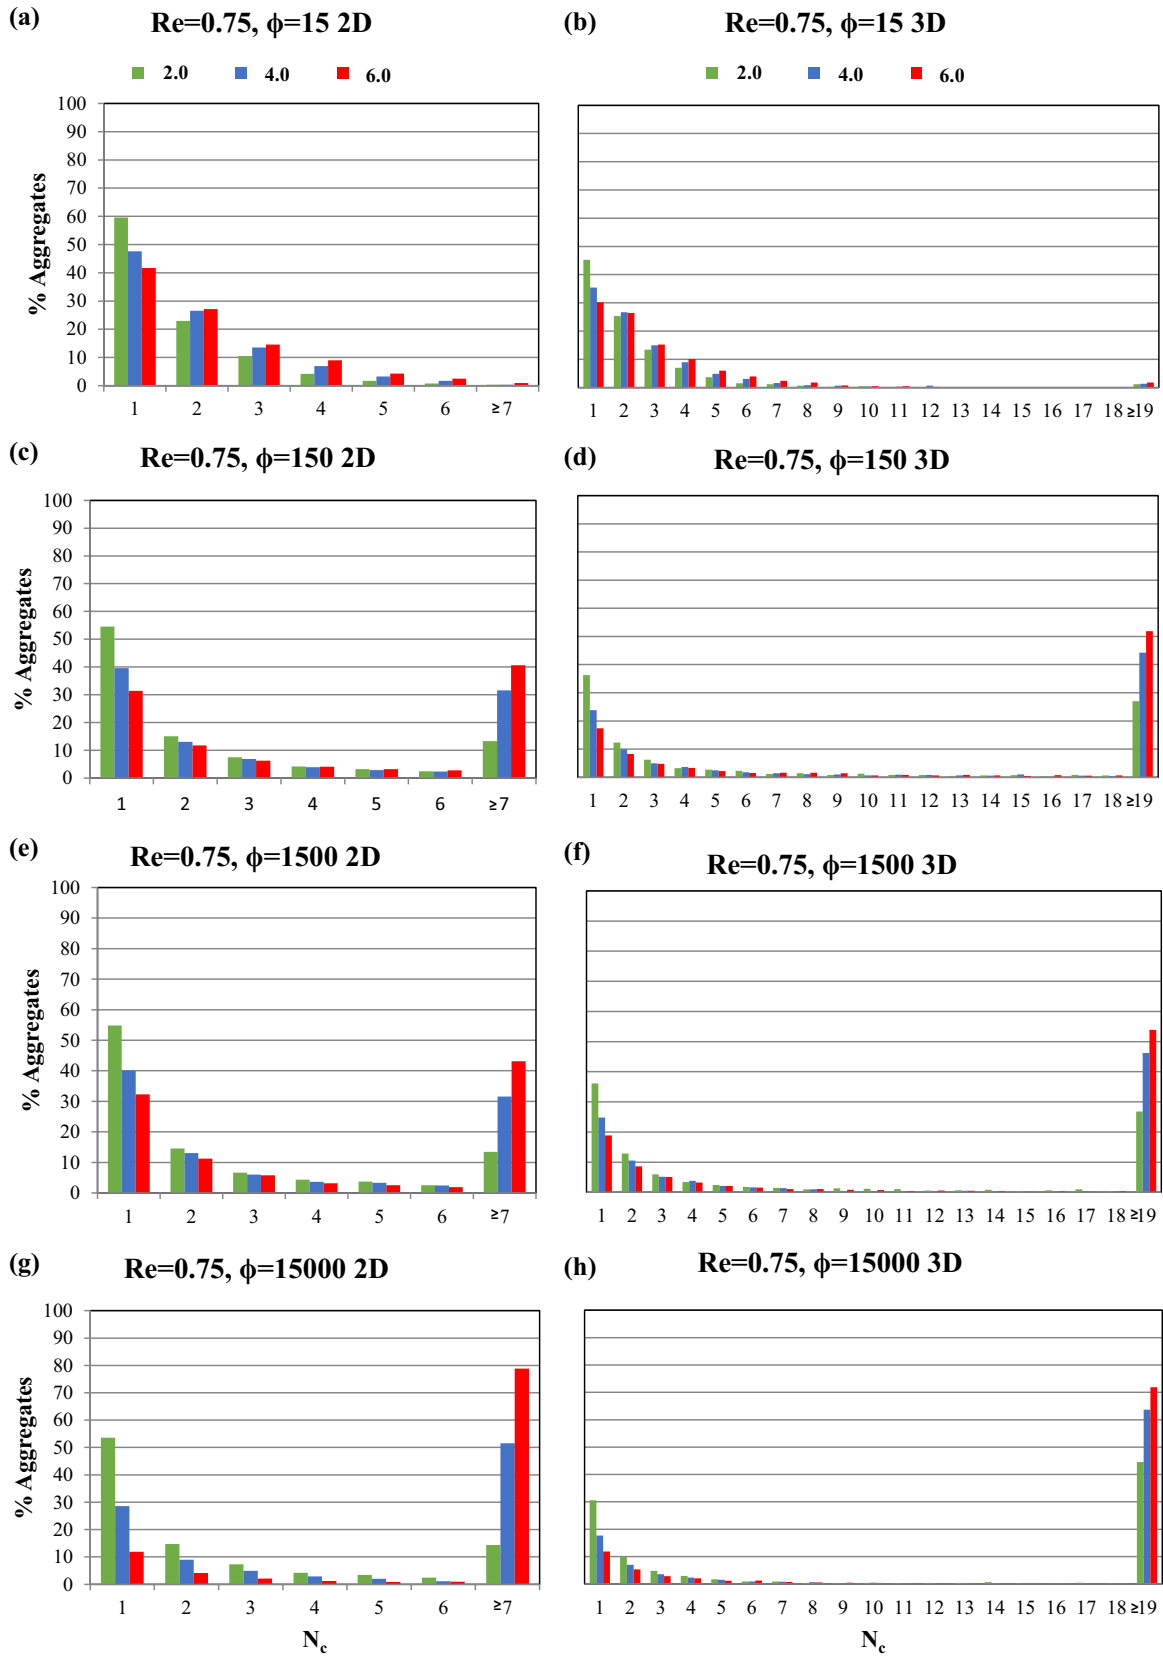 (a) Re=0.75, ϕ=15 2D
2.0 4.0 6.0
100
90
80
70
60
50
40
30
20
10
0
% Aggregates
1 2 3 4 5 6 ≥7
(b) Re=0.75, ϕ=15 3D
2.0 4.0 6.0
1 2 3 4 5 6 7 8 9 10 11 12 13 14 15 16 17 18 ≥19
(c) Re=0.75, ϕ=150 2D
100
90
80
70
60
50
40
30
20
10
0
% Aggregates
1 2 3 4 5 6 ≥7
(d) Re=0.75, ϕ=150 3D
1 2 3 4 5 6 7 8 9 10 11 12 13 14 15 16 17 18 ≥19
(e) Re=0.75, ϕ=1500 2D
100
90
80
70
60
50
40
30
20
10
0
% Aggregates
1 2 3 4 5 6 ≥7
(f) Re=0.75, ϕ=1500 3D
1 2 3 4 5 6 7 8 9 10 11 12 13 14 15 16 17 18 ≥19
(g) Re=0.75, ϕ=15000 2D
100
90
80
70
60
50
40
30
20
10
0
% Aggregates
1 2 3 4 5 6 ≥7
N_c
(h) Re=0.75, ϕ=15000 3D
1 2 3 4 5 6 7 8 9 10 11 12 13 14 15 16 17 18 ≥19
N_c